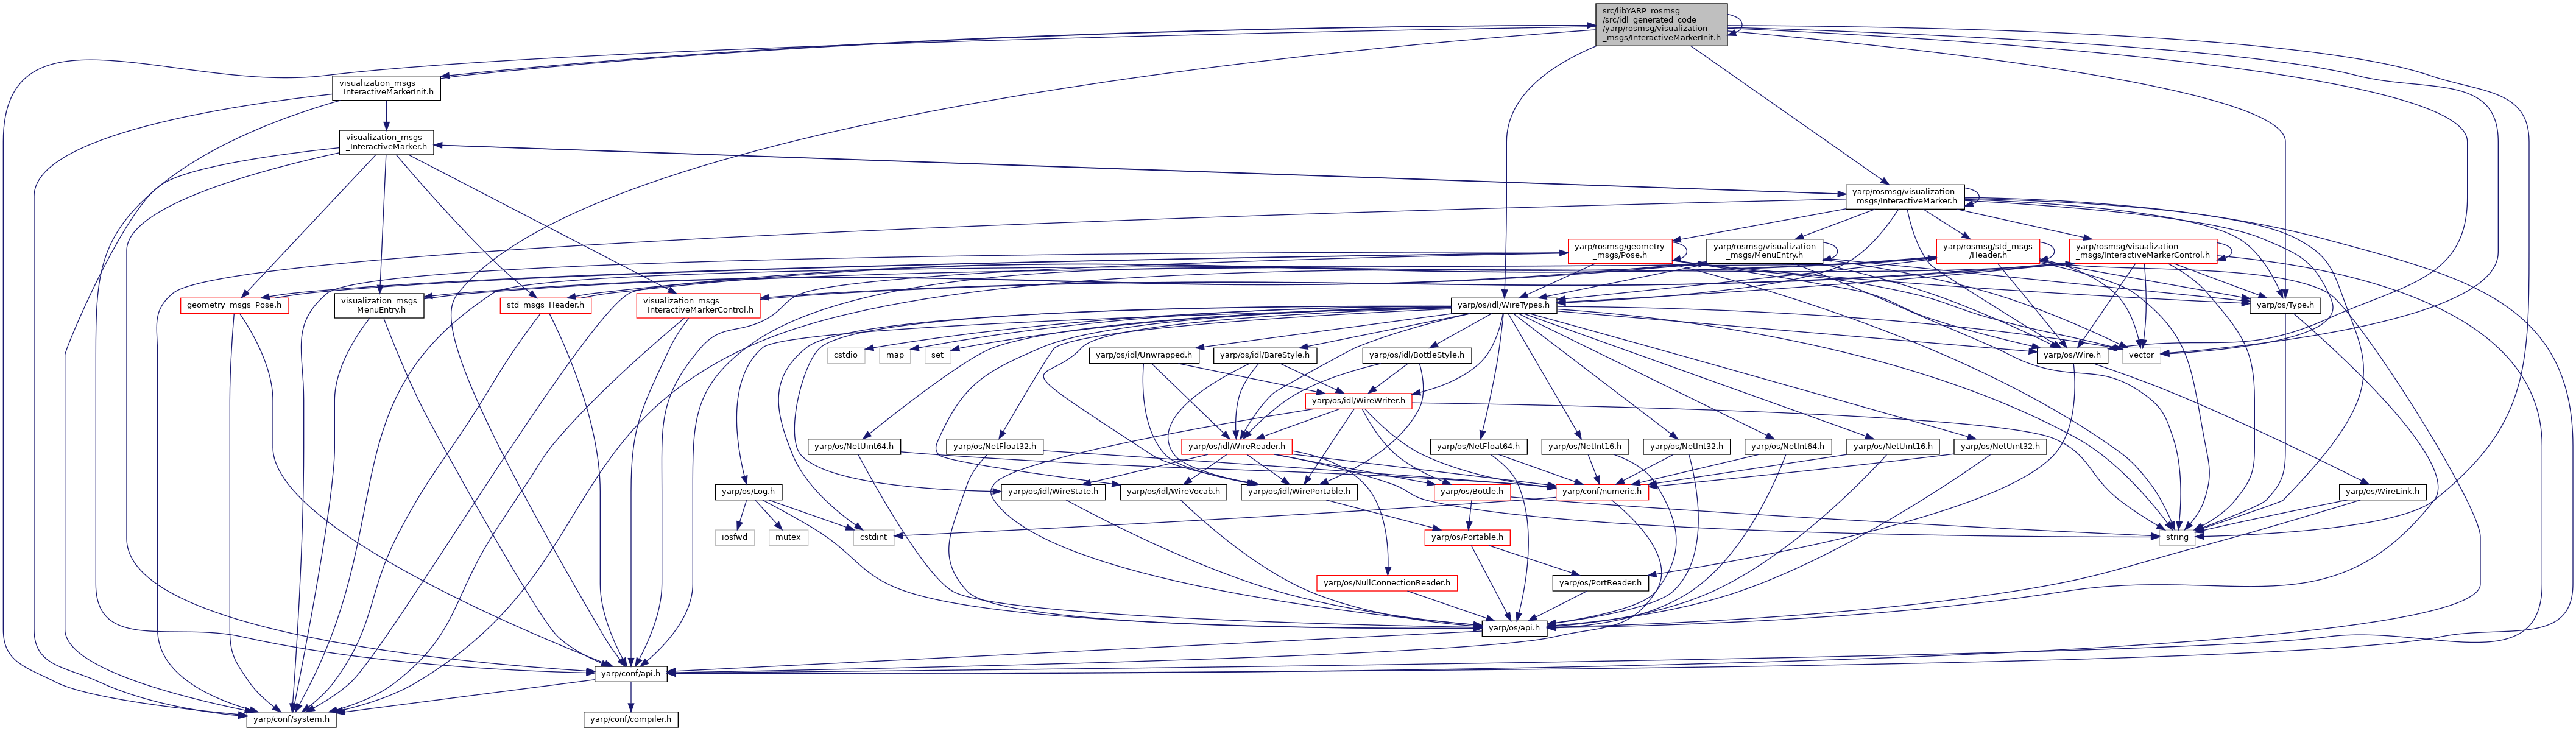 src/libYARP_rosmsg
/src/idl_generated_code
/yarp/rosmsg/visualization
_msgs/InteractiveMarkerInit.h
visualization_msgs
_InteractiveMarkerInit.h
visualization_msgs
_InteractiveMarker.h
yarp/rosmsg/visualization
_msgs/InteractiveMarker.h
yarp/rosmsg/geometry
_msgs/Pose.h
yarp/rosmsg/visualization
_msgs/MenuEntry.h
yarp/rosmsg/std_msgs
/Header.h
yarp/rosmsg/visualization
_msgs/InteractiveMarkerControl.h
geometry_msgs_Pose.h
visualization_msgs
_MenuEntry.h
std_msgs_Header.h
visualization_msgs
_InteractiveMarkerControl.h
yarp/os/idl/WireTypes.h
yarp/os/Type.h
cstdio
map
set
yarp/os/idl/Unwrapped.h
yarp/os/idl/BareStyle.h
yarp/os/idl/BottleStyle.h
yarp/os/Wire.h
vector
yarp/os/idl/WireWriter.h
yarp/os/NetUint64.h
yarp/os/NetFloat32.h
yarp/os/idl/WireReader.h
yarp/os/NetFloat64.h
yarp/os/NetInt16.h
yarp/os/NetInt32.h
yarp/os/NetInt64.h
yarp/os/NetUint16.h
yarp/os/NetUint32.h
yarp/os/Log.h
yarp/os/idl/WireState.h
yarp/os/idl/WireVocab.h
yarp/os/idl/WirePortable.h
yarp/os/Bottle.h
yarp/conf/numeric.h
yarp/os/WireLink.h
iosfwd
mutex
cstdint
yarp/os/Portable.h
string
yarp/os/NullConnectionReader.h
yarp/os/PortReader.h
yarp/os/api.h
yarp/conf/api.h
yarp/conf/system.h
yarp/conf/compiler.h